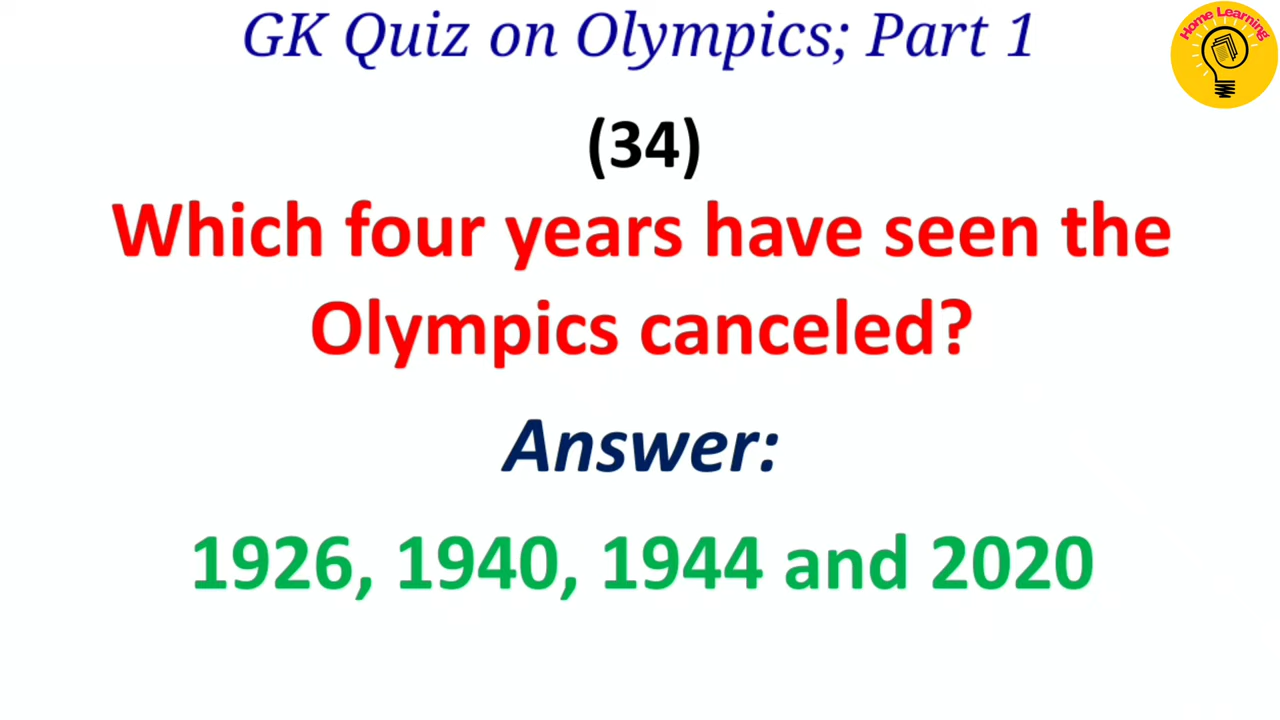 GK Quiz on Olympics; Part 1
Home Learning
(34)
Which four years have seen the
Olympics canceled?
Answer:
1926, 1940, 1944 and 2020